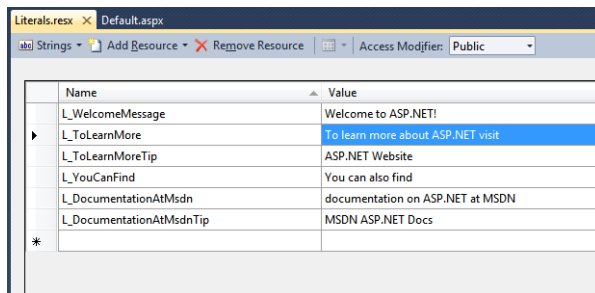 Literals.resx Default.aspx
abc Strings Add Resource Remove Resource Access Modifier: Public
Name Value
L_WelcomeMessage Welcome to ASP.NET!
L_ToLearnMore To learn more about ASP.NET visit
L_ToLearnMoreTip ASP.NET Website
L_YouCanFind You can also find
L_DocumentationAtMsdn documentation on ASP.NET at MSDN
L_DocumentationAtMsdnTip MSDN ASP.NET Docs